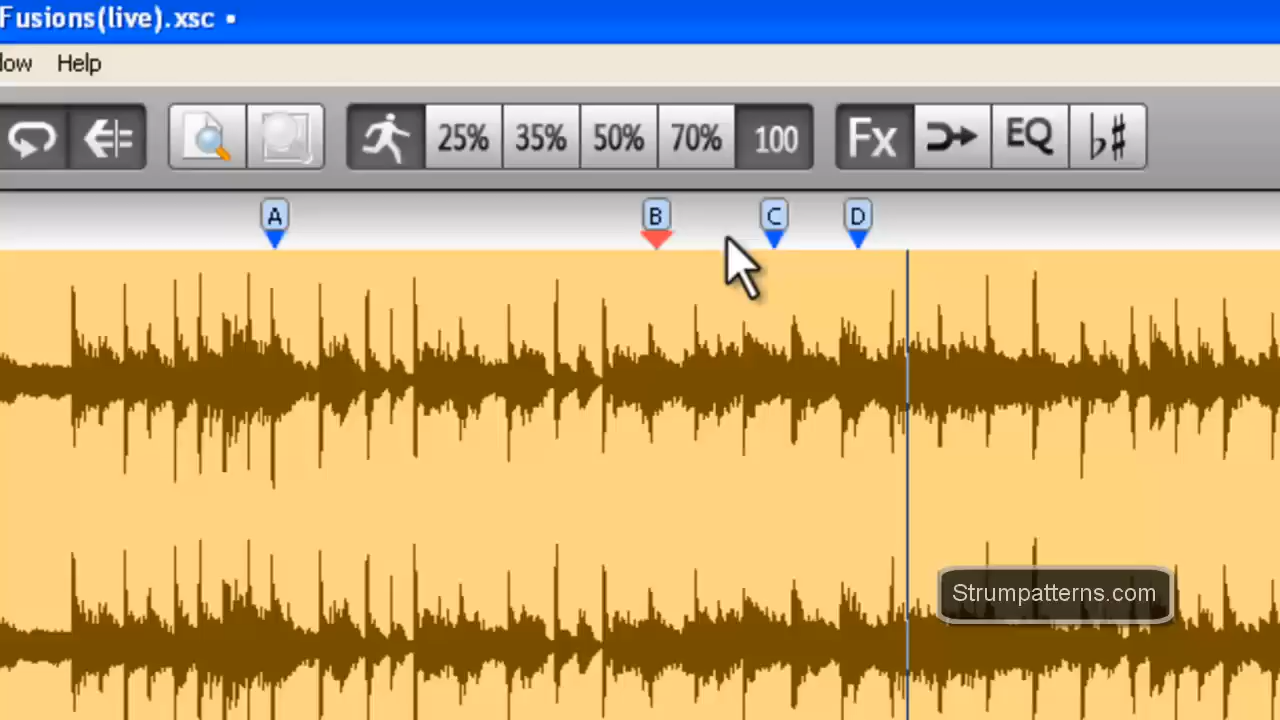 Fusions(live).xsc •
low Help
25% 35% 50% 70% 100 Fx EQ ♭♯
A B C D
Strumpatterns.com